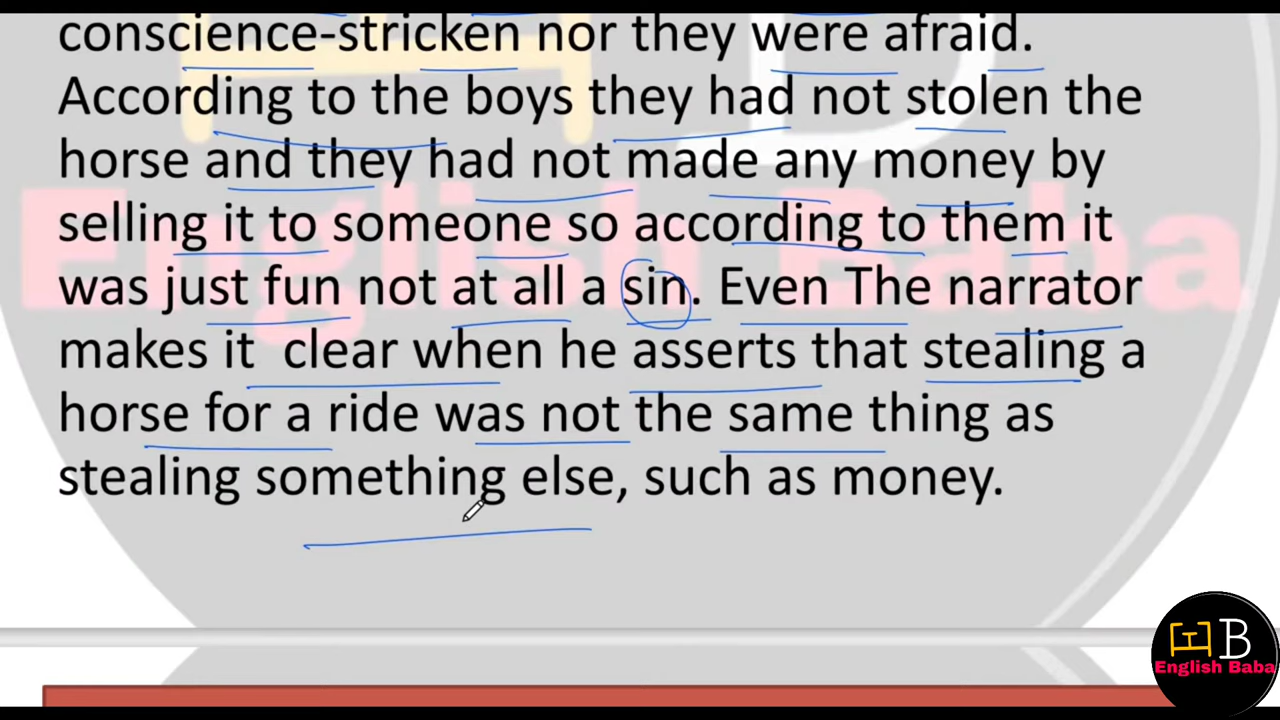 conscience-stricken nor they were afraid.
According to the boys they had not stolen the
horse and they had not made any money by
selling it to someone so according to them it
was just fun not at all a sin. Even The narrator
makes it clear when he asserts that stealing a
horse for a ride was not the same thing as
stealing something else, such as money.
English Baba
B
English Baba